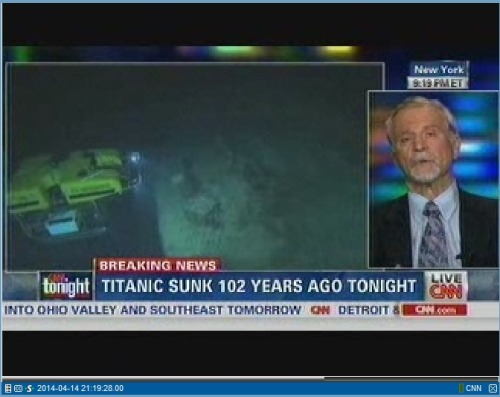 New York
9:19 PM ET
BREAKING NEWS
CNN tonight
TITANIC SUNK 102 YEARS AGO TONIGHT
LIVE
CNN
INTO OHIO VALLEY AND SOUTHEAST TOMORROW CNN DETROIT &
CNN.com
2014-04-14 21:19:28.00
CNN